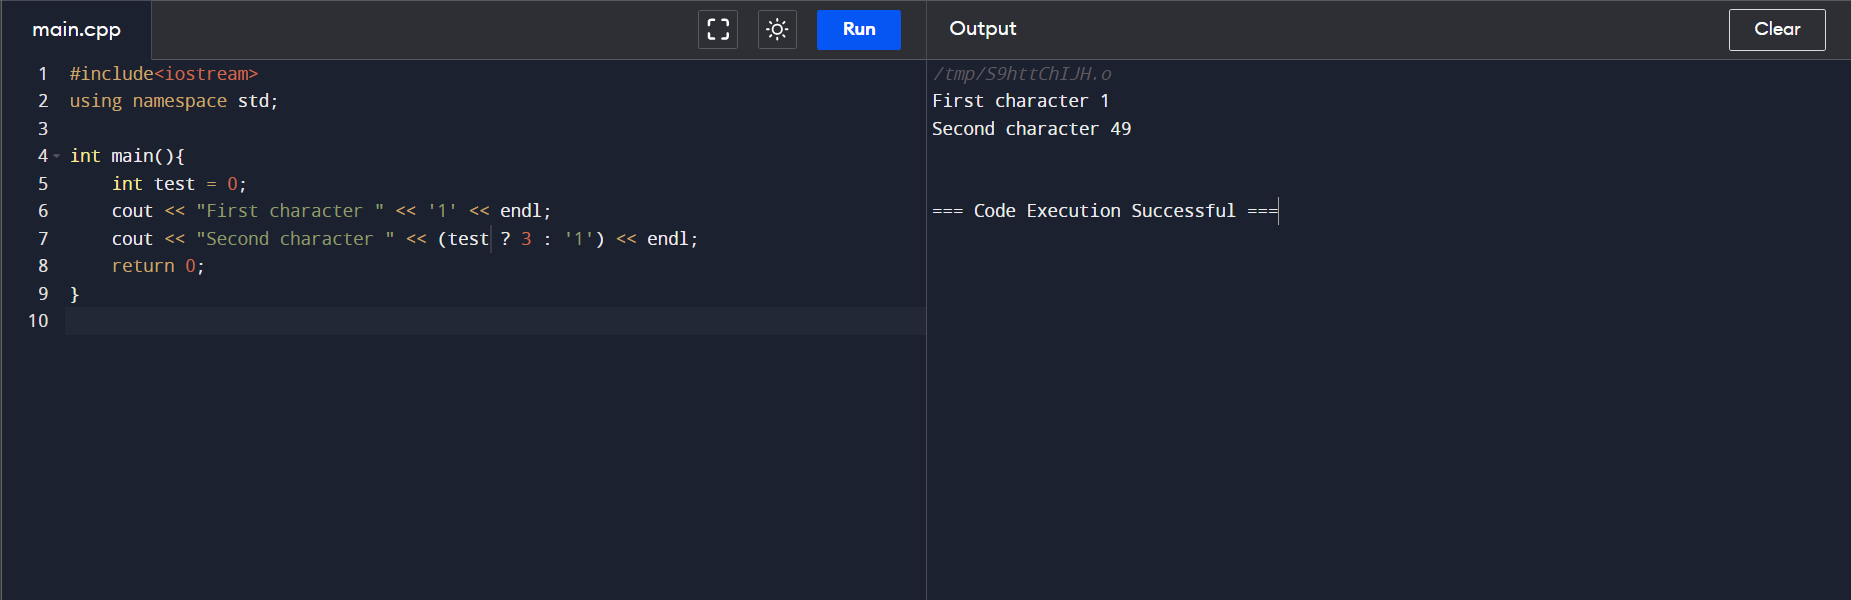 main.cpp
Run
Output
Clear
1 #include<iostream>
2 using namespace std;
3
4 int main(){
5     int test = 0;
6     cout << "First character " << '1' << endl;
7     cout << "Second character " << (test ? 3 : '1') << endl;
8     return 0;
9 }
10
/tmp/S9httChIJH.o
First character 1
Second character 49
=== Code Execution Successful ===